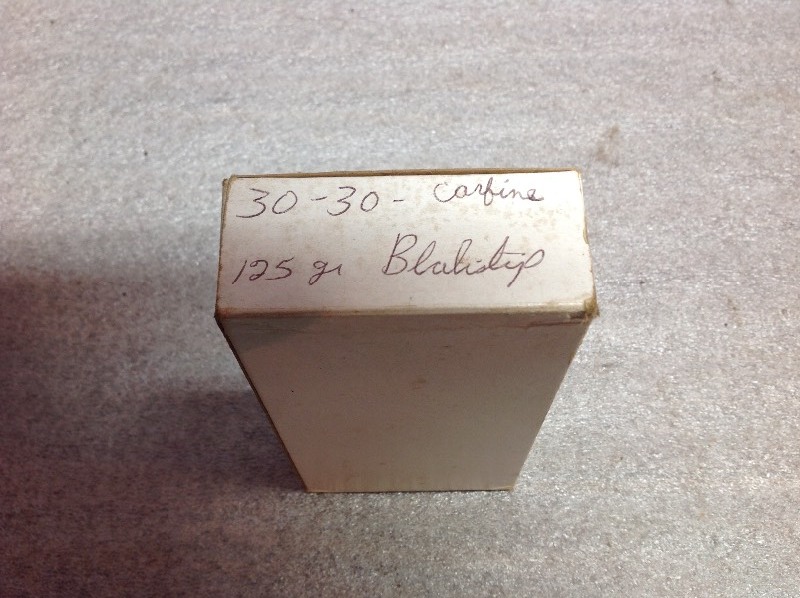 30-30- Carbine
125 gr Blalistip